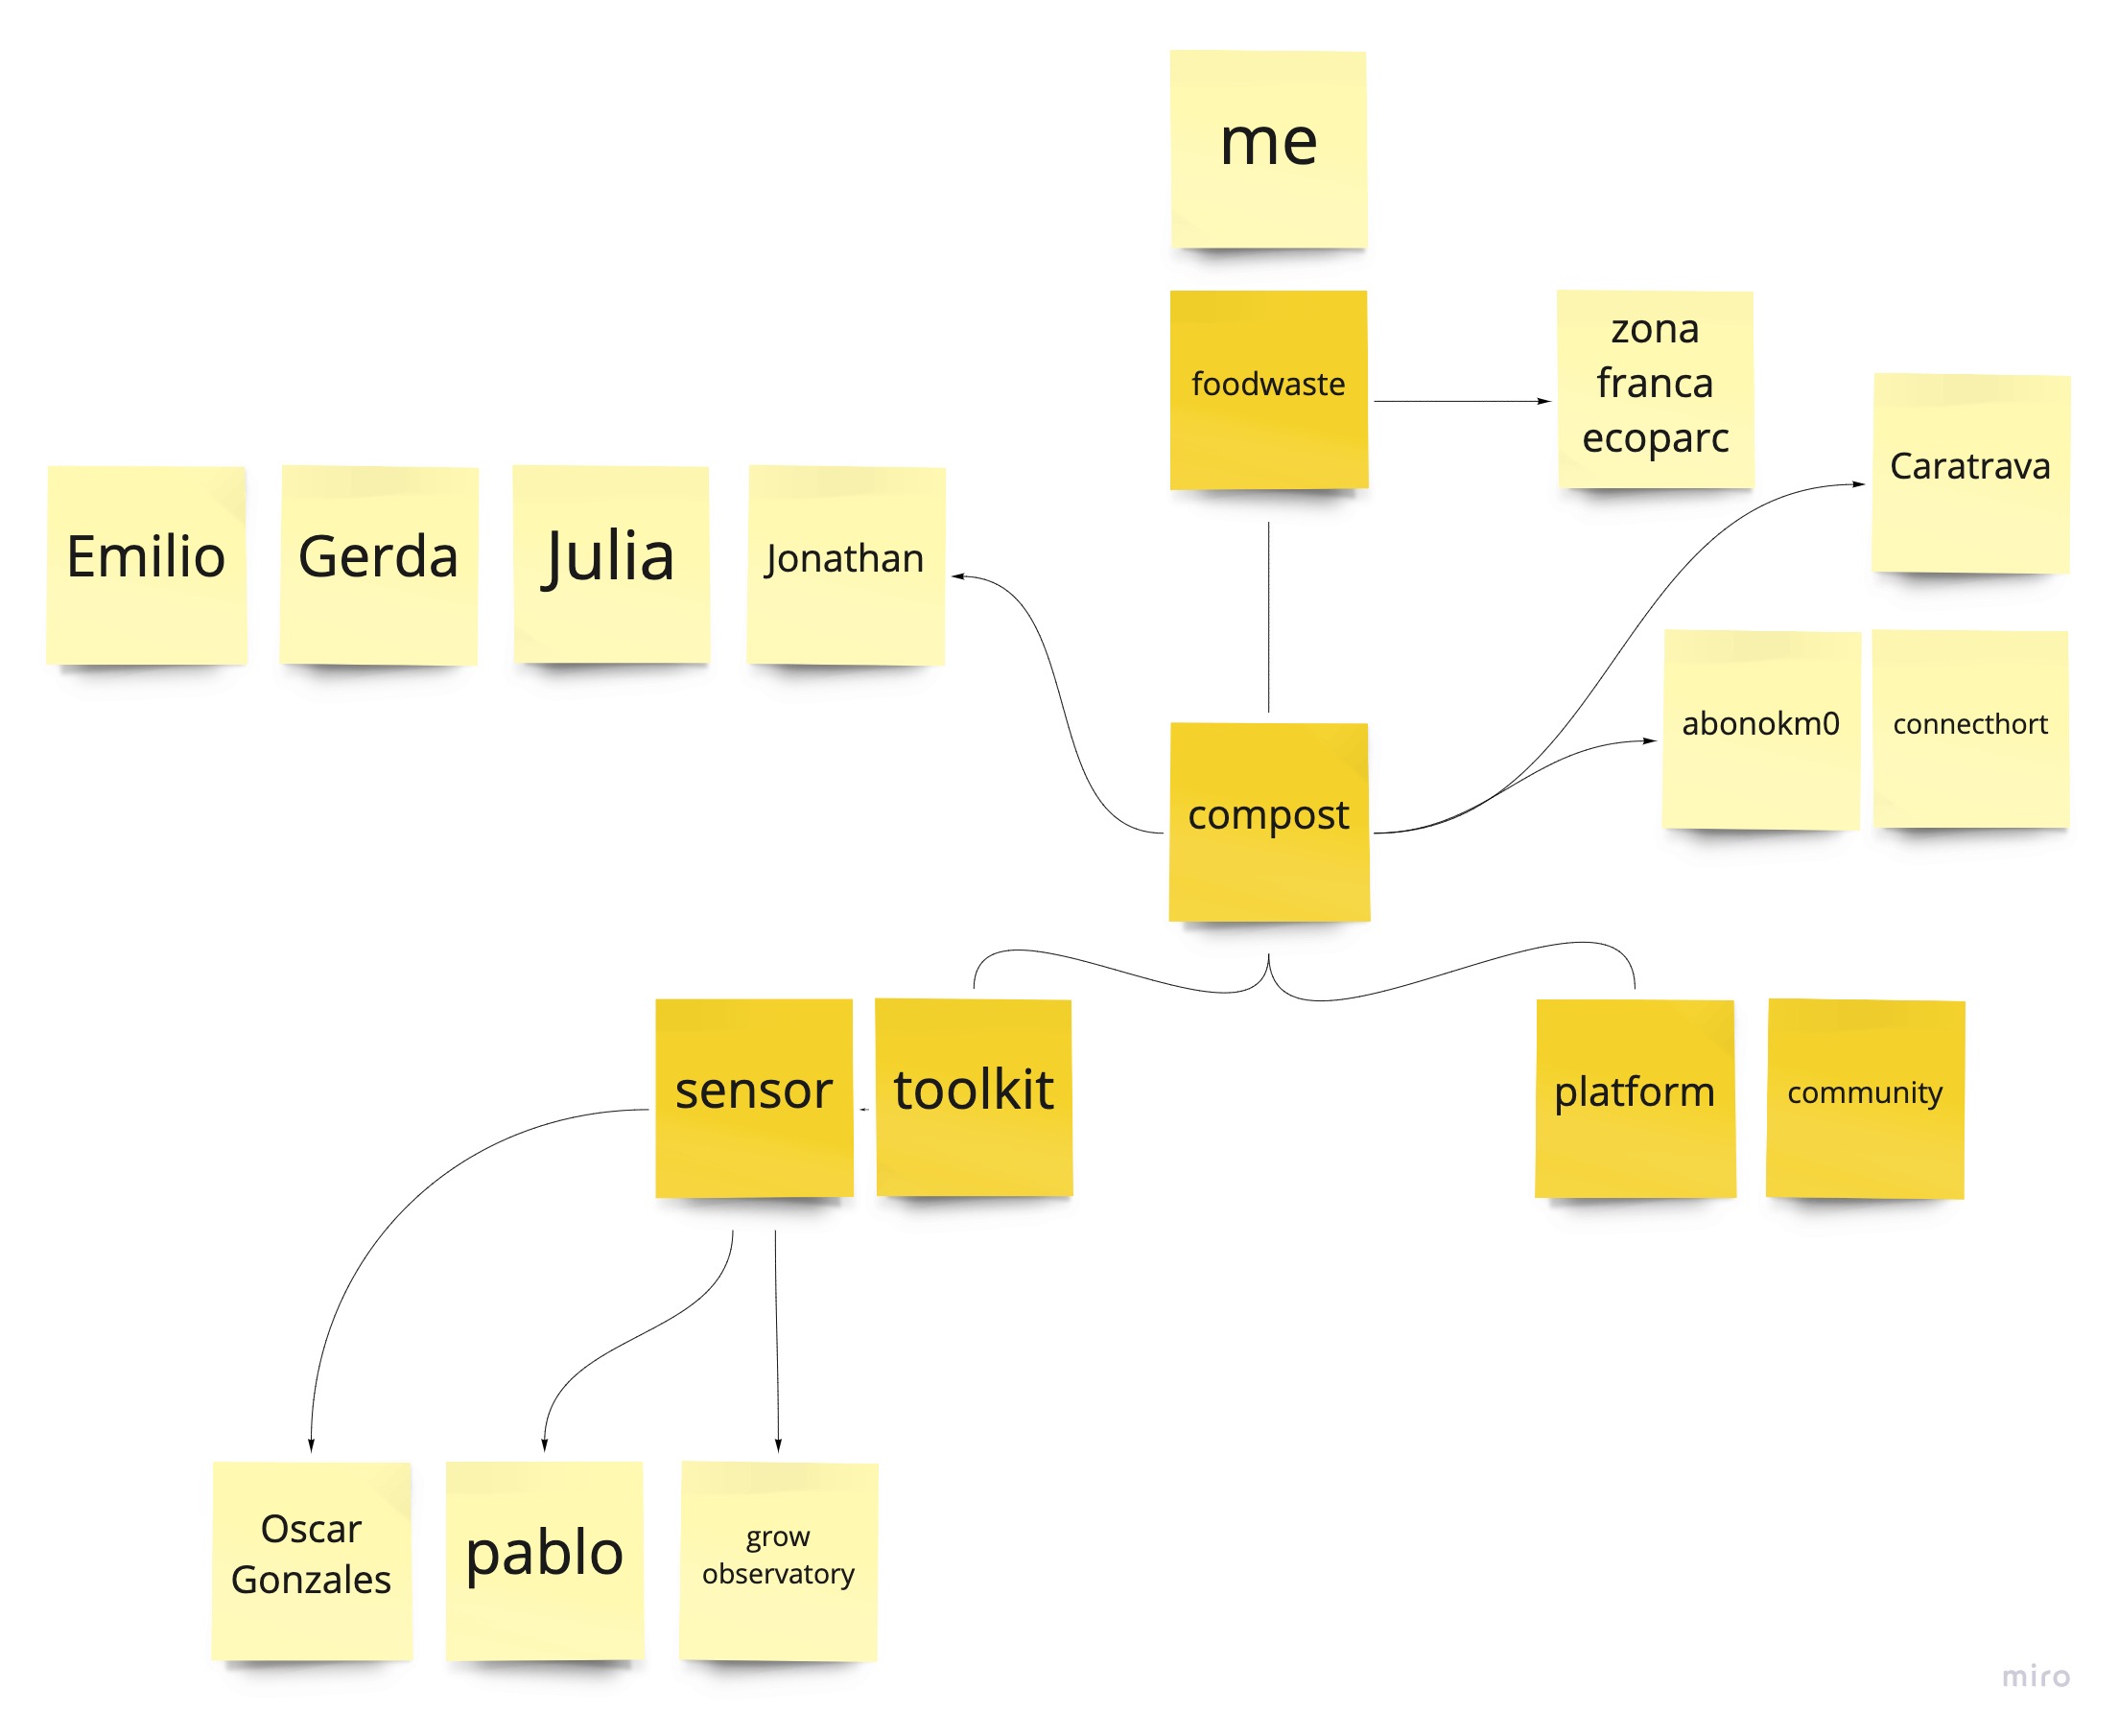 me
foodwaste
zona
franca
ecoparc
Caratrava
Emilio
Gerda
Julia
Jonathan
abonokm0
connecthort
compost
sensor
toolkit
platform
community
Oscar
Gonzales
pablo
grow
observatory
miro